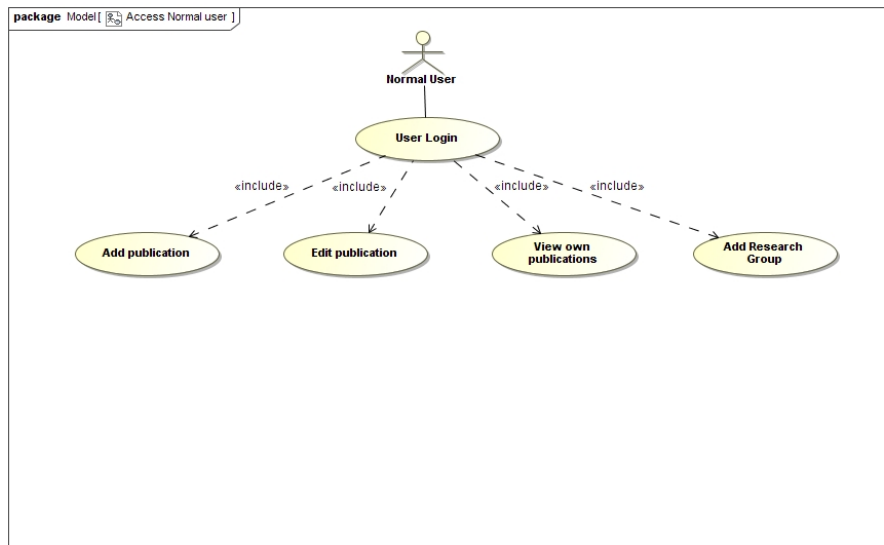 package Model [ Access Normal user ]
Normal User
User Login
«include»
«include»
«include»
«include»
Add publication
Edit publication
View own
publications
Add Research
Group